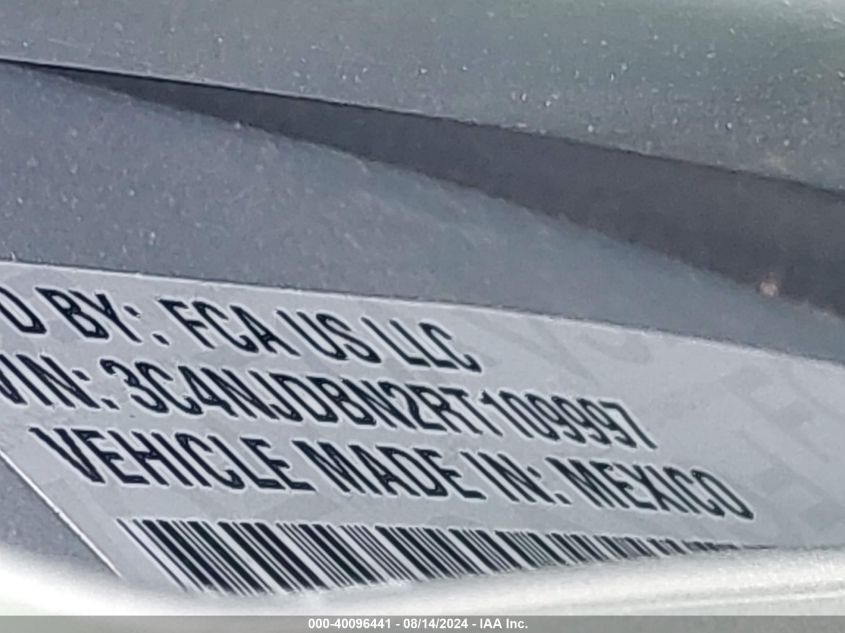 D BY: FCA US LLC
VIN: 3C4NJDBN2RT109997
VEHICLE MADE IN: MEXICO
000-40096441 - 08/14/2024 - IAA Inc.